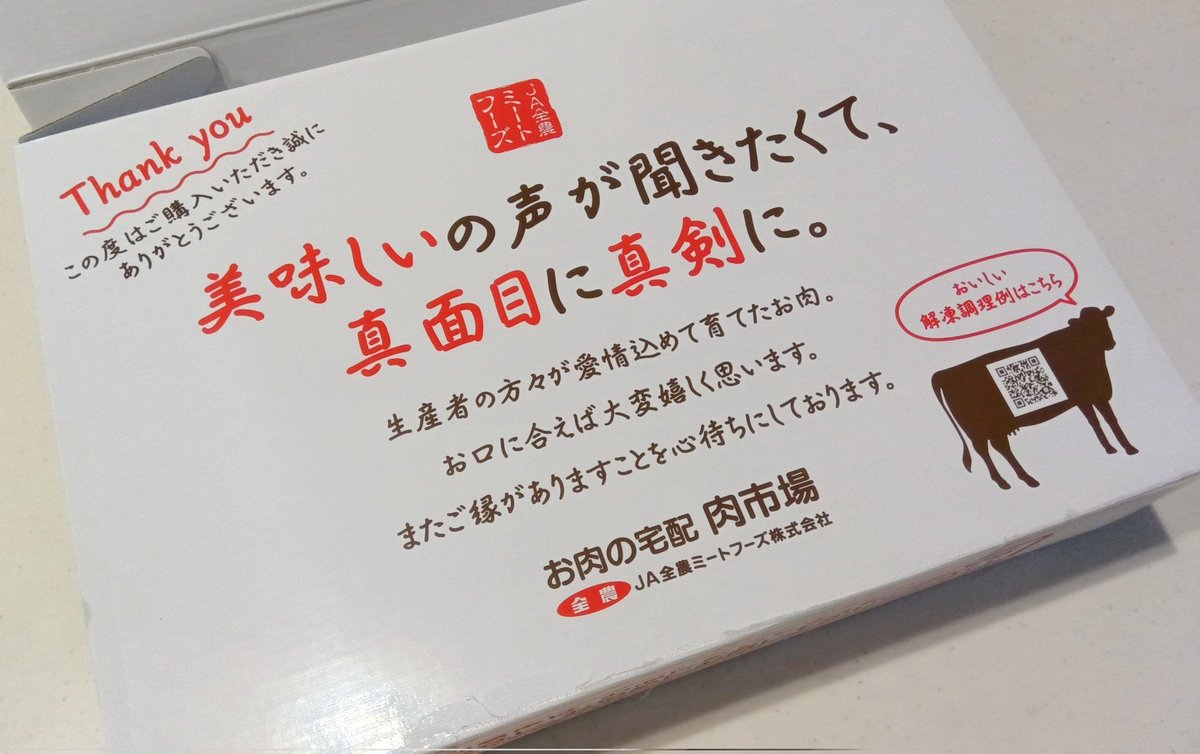 Thank you
この度はご購入いただき誠に
ありがとうございます。
JA全農
ミート
フーズ
美味しいの声が聞きたくて、
真面目に真剣に。
生産者の方々が愛情込めて育てたお肉。
お口に合えば大変嬉しく思います。
またご縁がありますことを心待ちにしております。
おいしい
解凍調理例はこちら
お肉の宅配 肉市場
全農 JA全農ミートフーズ株式会社